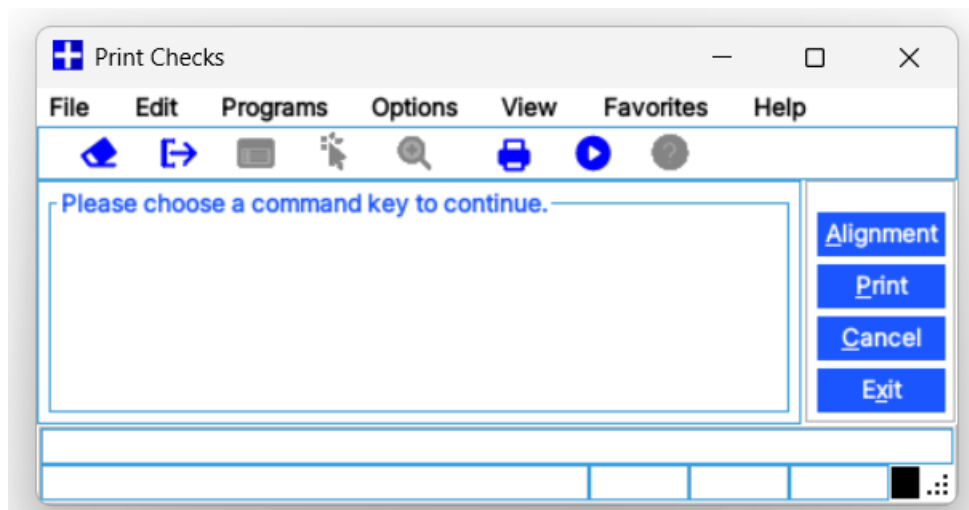 Print Checks
File Edit Programs Options View Favorites Help
Please choose a command key to continue.
Alignment
Print
Cancel
Exit